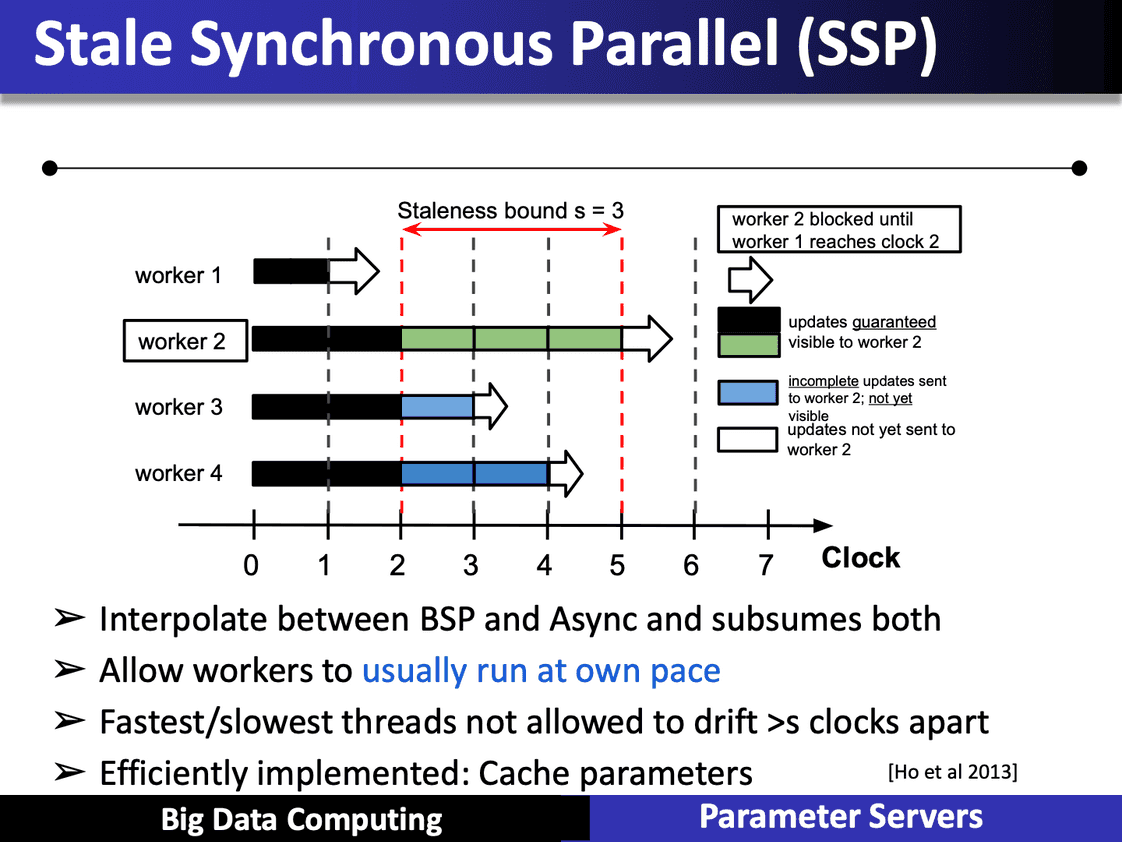 Stale Synchronous Parallel (SSP)
Staleness bound s = 3
worker 2 blocked until
worker 1 reaches clock 2
worker 1
worker 2
worker 3
worker 4
updates guaranteed
visible to worker 2
incomplete updates sent
to worker 2; not yet
visible
updates not yet sent to
worker 2
0 1 2 3 4 5 6 7
Clock
➢ Interpolate between BSP and Async and subsumes both
➢ Allow workers to usually run at own pace
➢ Fastest/slowest threads not allowed to drift >s clocks apart
➢ Efficiently implemented: Cache parameters
[Ho et al 2013]
Big Data Computing
Parameter Servers